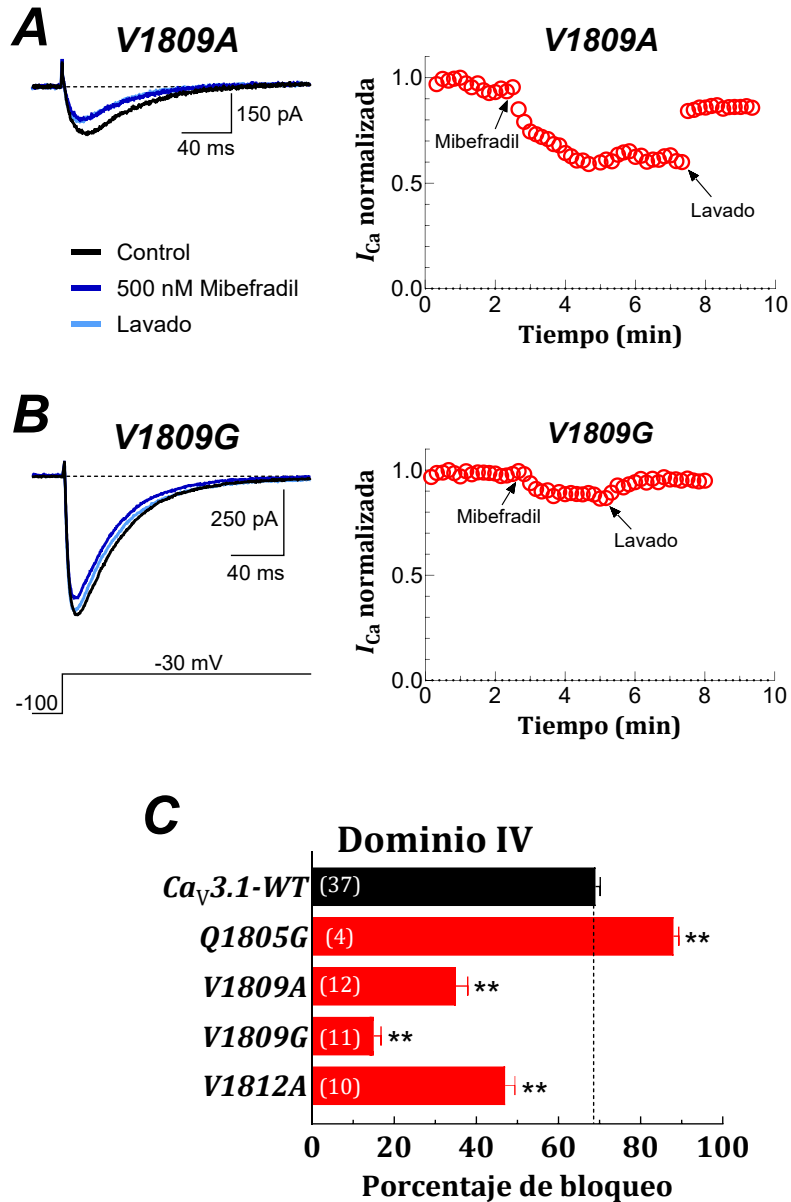 A
V1809A
150 pA
40 ms
Control
500 nM Mibefradil
Lavado
V1809A
1.0
0.5
0.0
I_Ca normalizada
Mibefradil
Lavado
0 2 4 6 8 10
Tiempo (min)
B
V1809G
250 pA
40 ms
-30 mV
-100
V1809G
1.0
0.5
0.0
I_Ca normalizada
Mibefradil
Lavado
0 2 4 6 8 10
Tiempo (min)
C
Dominio IV
Ca_V3.1-WT (37)
Q1805G (4) **
V1809A (12) **
V1809G (11) **
V1812A (10) **
0 20 40 60 80 100
Porcentaje de bloqueo